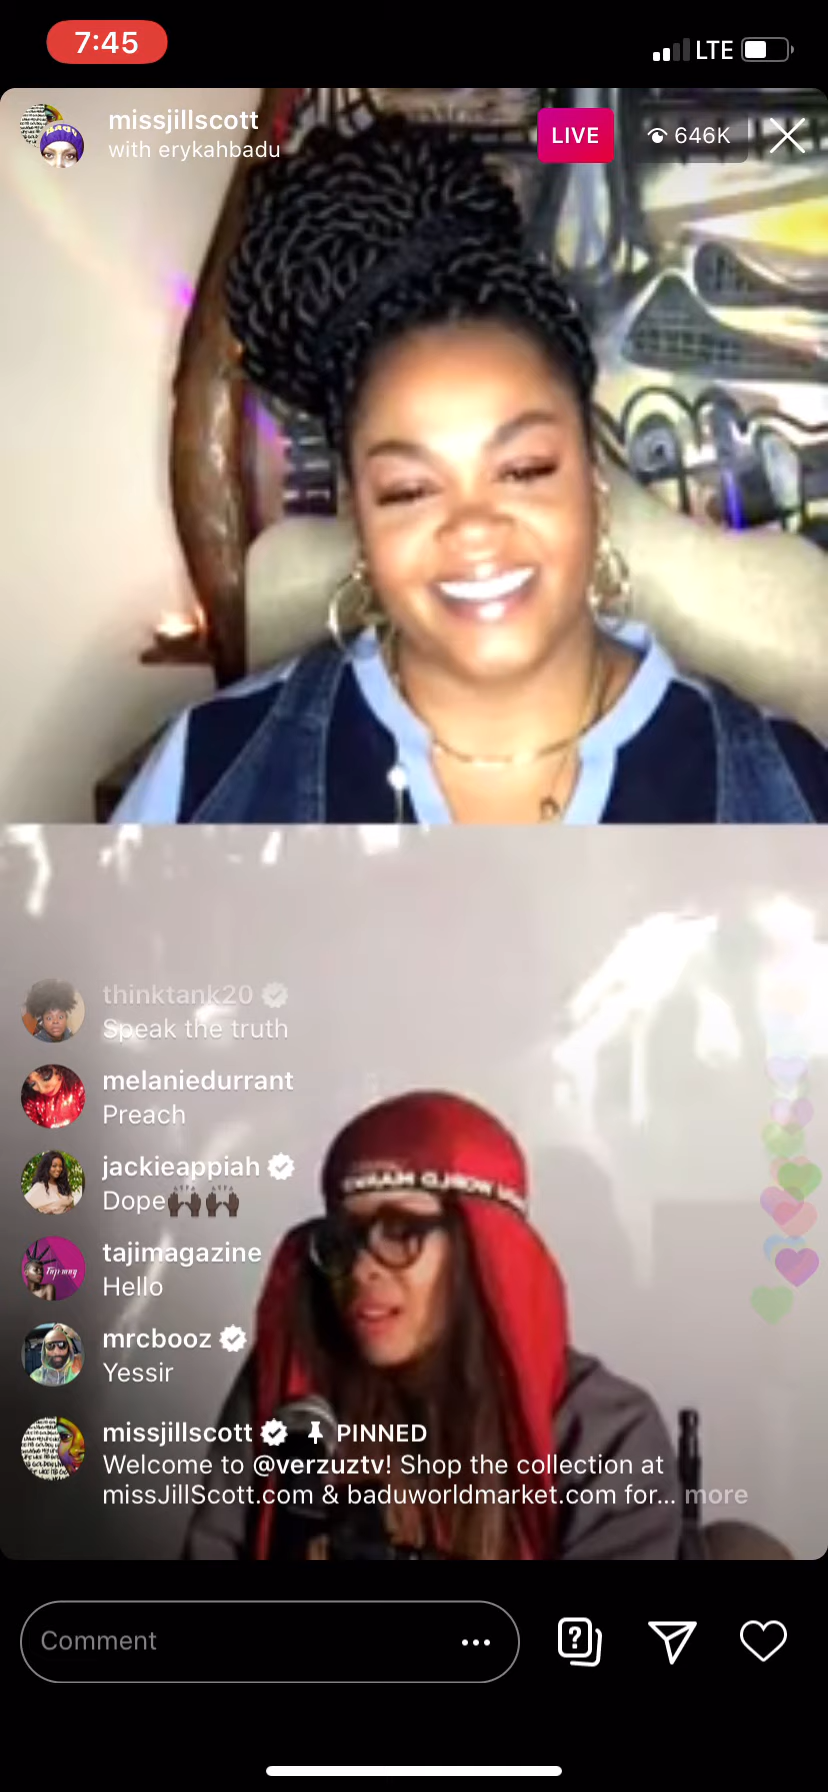 7:45
LTE
missjillscott
with erykahbadu
LIVE
646K
thinktank20
Speak the truth
melaniedurrant
Preach
jackieappiah
Dope🙌🏿🙌🏿
tajimagazine
Hello
mrcbooz
Yessir
missjillscott PINNED
Welcome to @verzuztv! Shop the collection at
missJillScott.com & baduworldmarket.com for... more
Comment